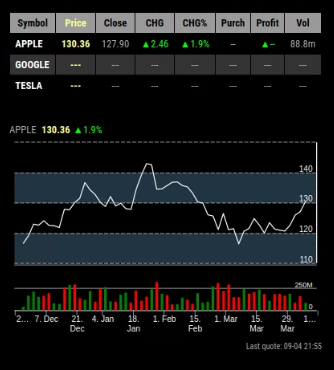 Symbol Price Close CHG CHG% Purch Profit Vol
APPLE 130.36 127.90 ▲2.46 ▲1.9% – ▲– 88.8m
GOOGLE --- --- --- --- --- --- ---
TESLA --- --- --- --- --- --- ---
APPLE 130.36 ▲1.9%
140
130
120
110
250M
0
2... 7. Dec 21. Dec 4. Jan 18. Jan 1. Feb 15. Feb 1. Mar 15. Mar 29. Mar 1...
Last quote: 09-04 21:55